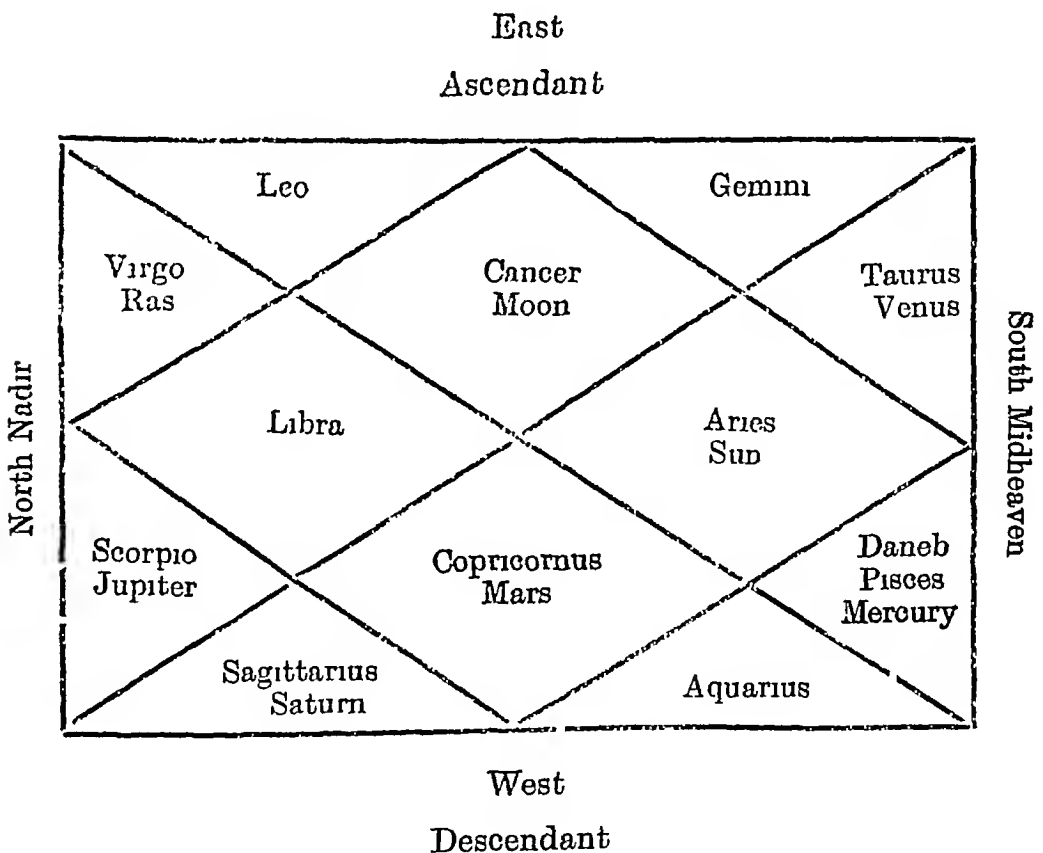 East
Ascendant
Leo
Gemini
Virgo
Ras
Cancer
Moon
Taurus
Venus
North Nadir
South Midheaven
Libra
Aries
Sun
Scorpio
Jupiter
Copricornus
Mars
Daneb
Pisces
Mercury
Sagittarius
Saturn
Aquarius
West
Descendant